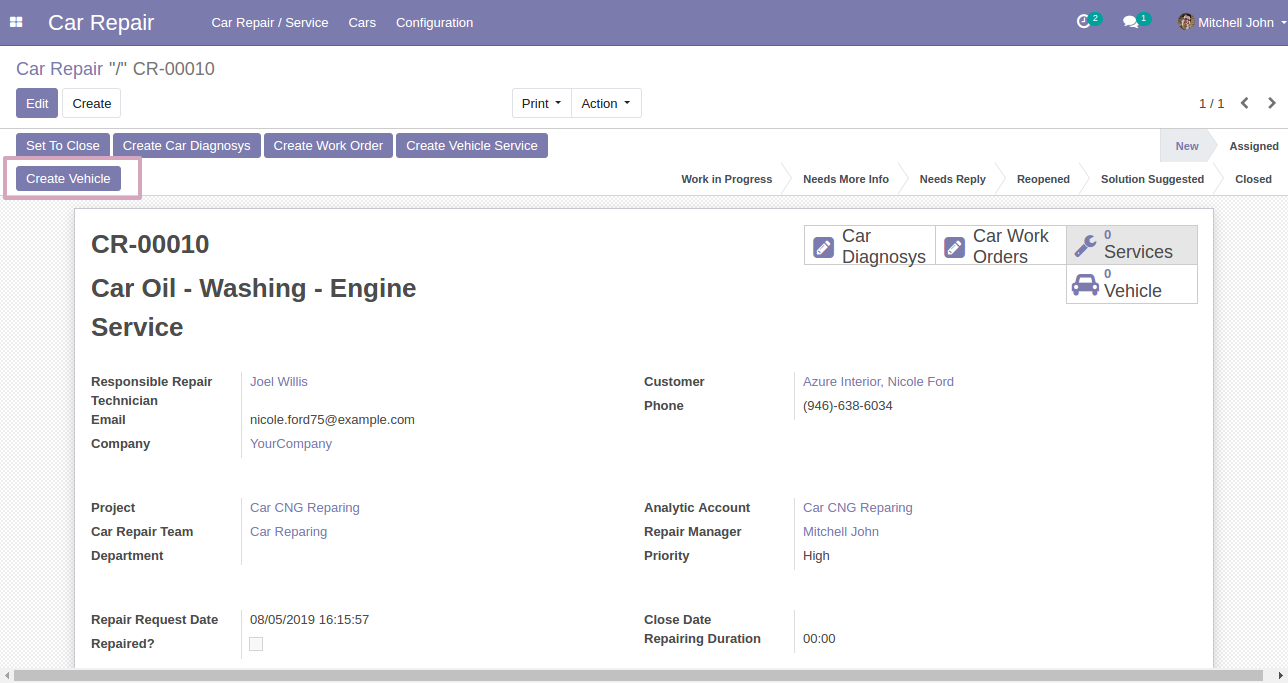 Car Repair Car Repair / Service Cars Configuration 2 1 Mitchell John
Car Repair "/" CR-00010
Edit Create Print Action 1 / 1
Set To Close Create Car Diagnosys Create Work Order Create Vehicle Service New Assigned
Create Vehicle Work in Progress Needs More Info Needs Reply Reopened Solution Suggested Closed
CR-00010
Car Diagnosys
Car Work Orders
0 Services
0 Vehicle
Car Oil - Washing - Engine
Service
Responsible Repair Joel Willis Customer Azure Interior, Nicole Ford
Technician
Phone (946)-638-6034
Email nicole.ford75@example.com
Company YourCompany
Project Car CNG Reparing Analytic Account Car CNG Reparing
Car Repair Team Car Reparing Repair Manager Mitchell John
Department Priority High
Repair Request Date 08/05/2019 16:15:57 Close Date
Repaired? Repairing Duration 00:00